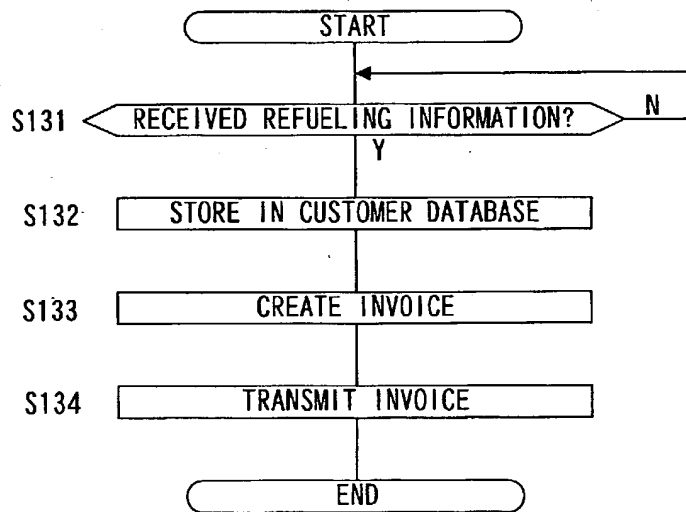 START
S131 RECEIVED REFUELING INFORMATION? N
Y
S132 STORE IN CUSTOMER DATABASE
S133 CREATE INVOICE
S134 TRANSMIT INVOICE
END